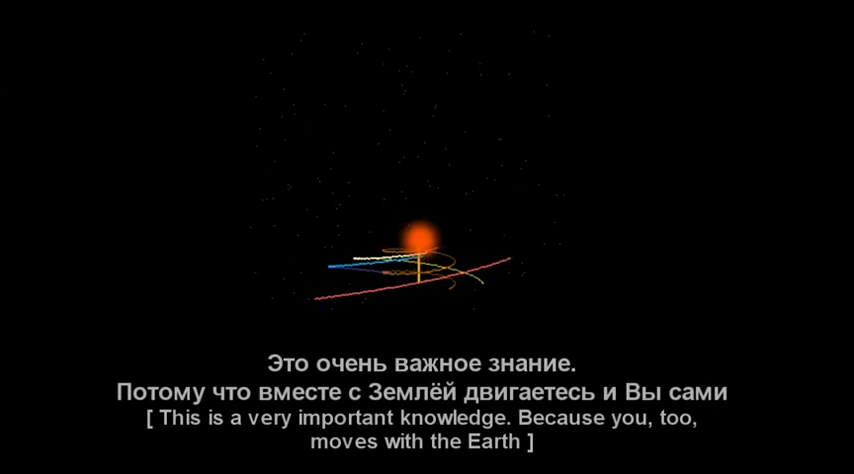 Это очень важное знание.
Потому что вместе с Землёй двигаетесь и Вы сами
[ This is a very important knowledge. Because you, too,
moves with the Earth ]